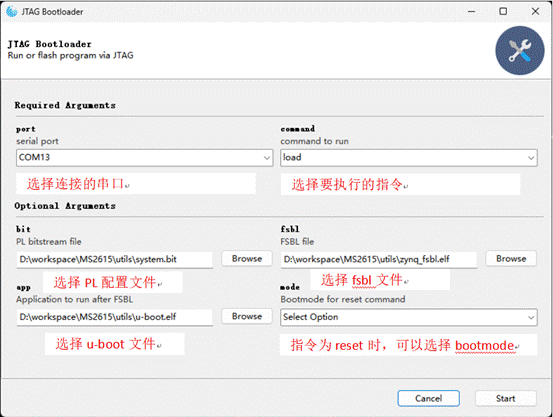 JTAG Bootloader
JTAG Bootloader
Run or flash program via JTAG
Required Arguments
port
command
serial port
command to run
COM13
load
选择连接的串口
选择要执行的指令
Optional Arguments
bit
fsbl
PL bitstream file
FSBL file
D:\workspace\MS2615\utils\system.bit
Browse
D:\workspace\MS2615\utils\zynq_fsbl.elf
Browse
选择 PL 配置文件
选择 fsbl 文件
app
mode
Application to run after FSBL
Bootmode for reset command
D:\workspace\MS2615\utils\u-boot.elf
Browse
Select Option
选择 u-boot 文件
指令为 reset 时，可以选择 bootmode
Cancel
Start